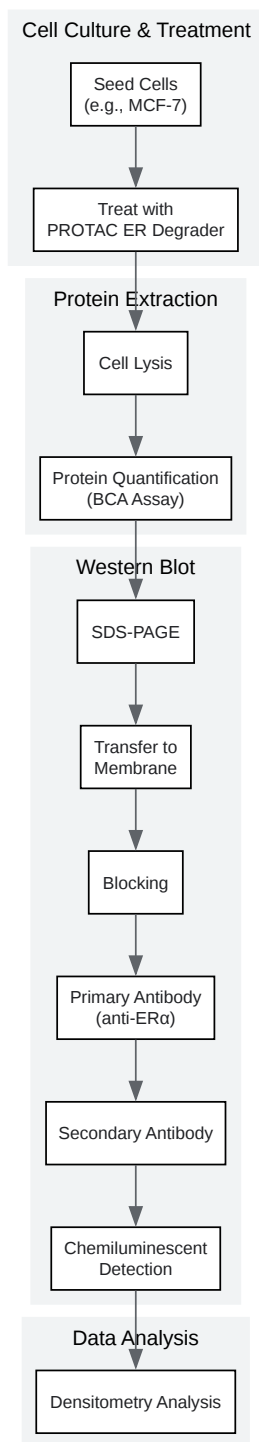 Cell Culture & Treatment
Seed Cells
(e.g., MCF-7)
Treat with
PROTAC ER Degrader
Protein Extraction
Cell Lysis
Protein Quantification
(BCA Assay)
Western Blot
SDS-PAGE
Transfer to
Membrane
Blocking
Primary Antibody
(anti-ERα)
Secondary Antibody
Chemiluminescent
Detection
Data Analysis
Densitometry Analysis